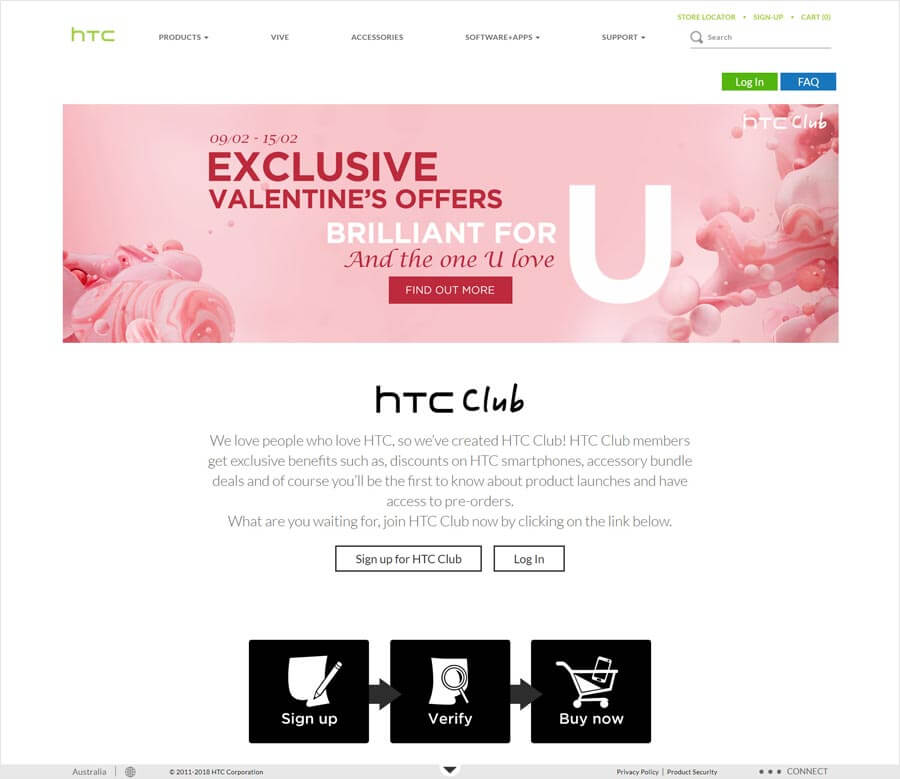 STORE LOCATOR • SIGN-UP • CART (0)
hTC PRODUCTS VIVE ACCESSORIES SOFTWARE+APPS SUPPORT Search
Log In FAQ
hTC Club
09/02 - 15/02
EXCLUSIVE
VALENTINE'S OFFERS
BRILLIANT FOR U
And the one U love
FIND OUT MORE
hTC Club
We love people who love HTC, so we've created HTC Club! HTC Club members
get exclusive benefits such as, discounts on HTC smartphones, accessory bundle
deals and of course you'll be the first to know about product launches and have
access to pre-orders.
What are you waiting for, join HTC Club now by clicking on the link below.
Sign up for HTC Club Log In
Sign up Verify Buy now
Australia | © 2011-2018 HTC Corporation Privacy Policy | Product Security CONNECT